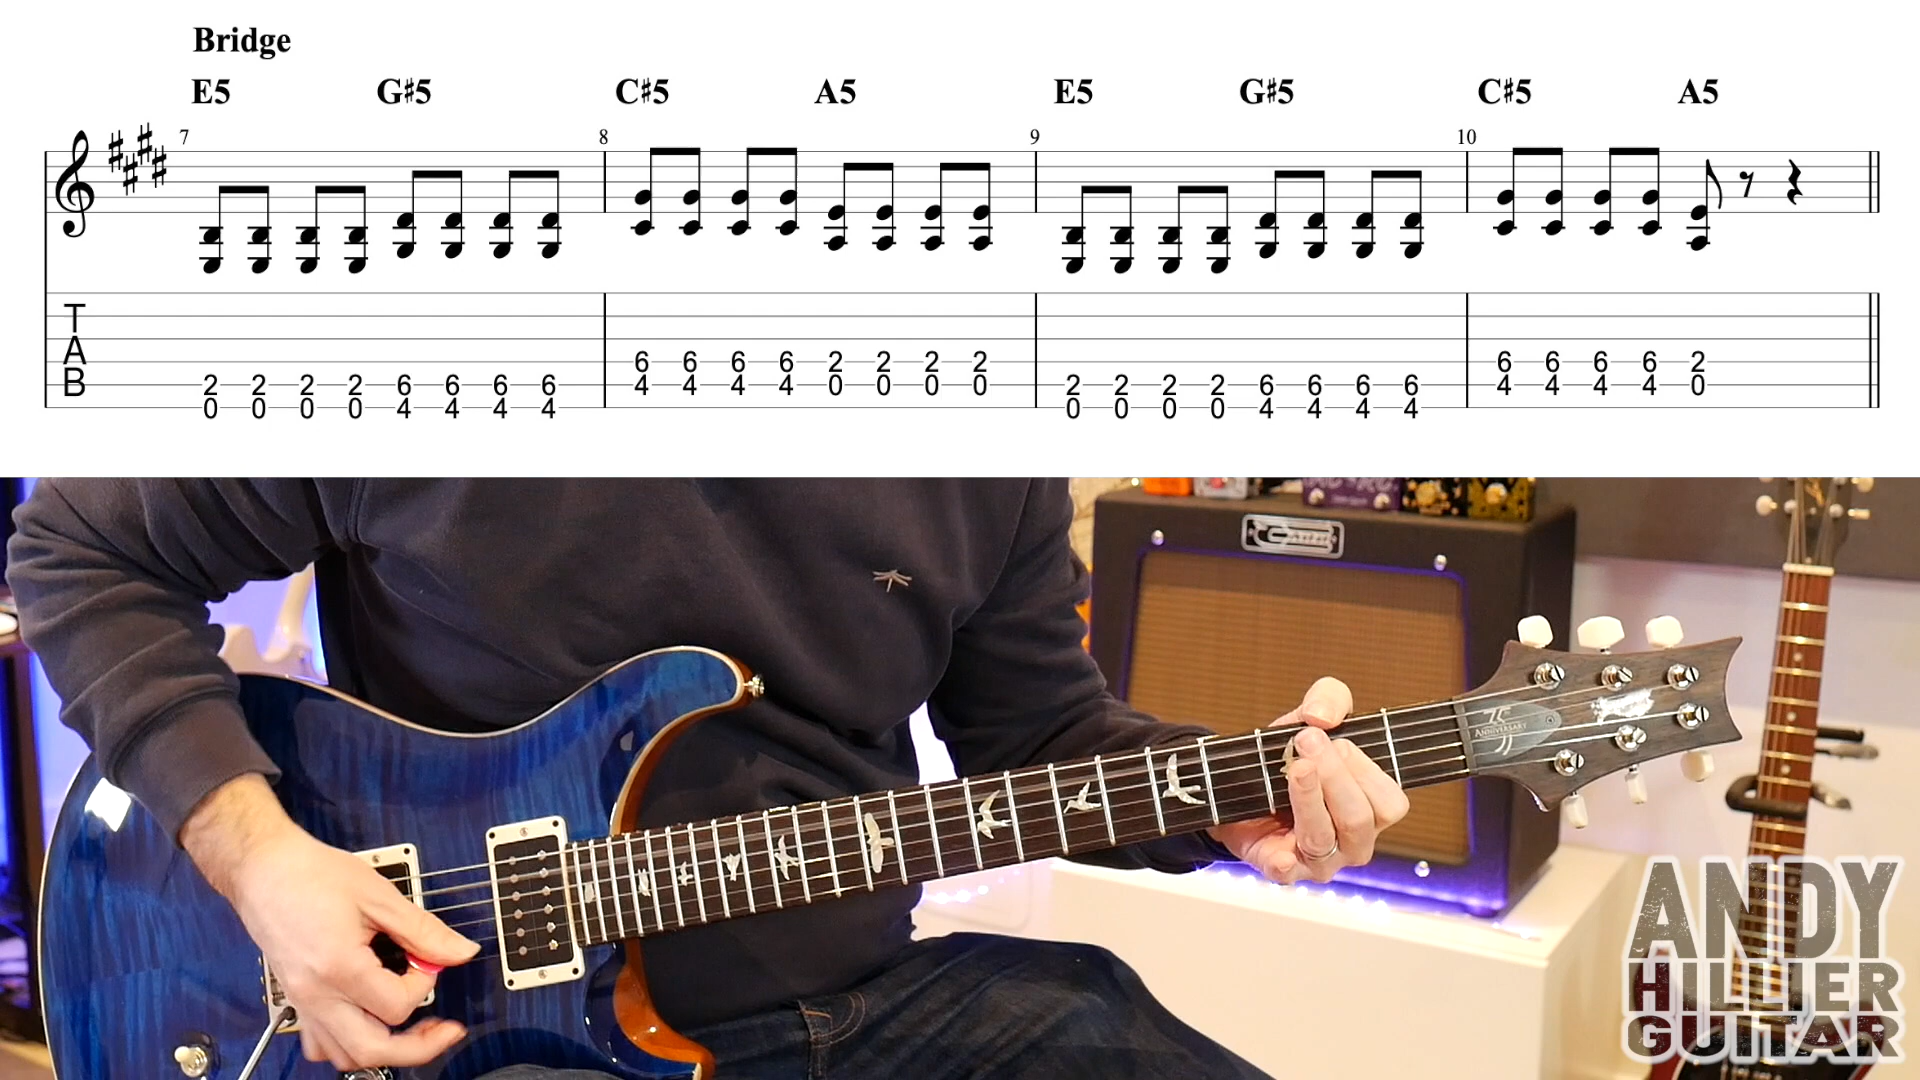 Bridge
E5 G♯5 C♯5 A5 E5 G♯5 C♯5 A5
7 8 9 10
T
A
B
6 6 6 6 2 2 2 2 6 6 6 6 2
2 2 2 2 6 6 6 6 4 4 4 4 0 0 0 0 2 2 2 2 6 6 6 6 4 4 4 4 0
0 0 0 0 4 4 4 4 0 0 0 0 4 4 4 4
ANNIVERSARY
ANDY
HILLIER
GUITAR